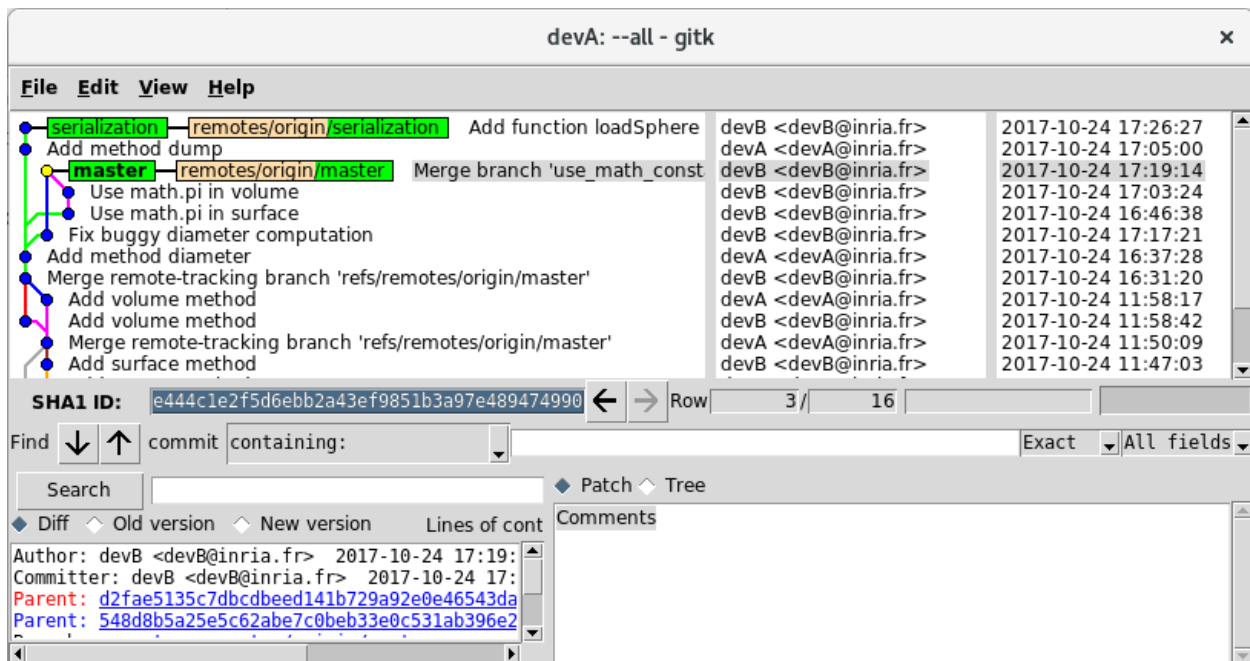 devA: --all - gitk ×
File Edit View Help
serialization remotes/origin/serialization Add function loadSphere devB <devB@inria.fr> 2017-10-24 17:26:27
Add method dump devA <devA@inria.fr> 2017-10-24 17:05:00
master remotes/origin/master Merge branch 'use_math_const devB <devB@inria.fr> 2017-10-24 17:19:14
Use math.pi in volume devB <devB@inria.fr> 2017-10-24 17:03:24
Use math.pi in surface devB <devB@inria.fr> 2017-10-24 16:46:38
Fix buggy diameter computation devB <devB@inria.fr> 2017-10-24 17:17:21
Add method diameter devA <devA@inria.fr> 2017-10-24 16:37:28
Merge remote-tracking branch 'refs/remotes/origin/master' devB <devB@inria.fr> 2017-10-24 16:31:20
Add volume method devA <devA@inria.fr> 2017-10-24 11:58:17
Add volume method devB <devB@inria.fr> 2017-10-24 11:58:42
Merge remote-tracking branch 'refs/remotes/origin/master' devA <devA@inria.fr> 2017-10-24 11:50:09
Add surface method devB <devB@inria.fr> 2017-10-24 11:47:03
SHA1 ID: e444c1e2f5d6ebb2a43ef9851b3a97e489474990 Row 3/ 16
Find commit containing: Exact All fields
Search Patch Tree
Diff Old version New version Lines of cont Comments
Author: devB <devB@inria.fr> 2017-10-24 17:19:
Committer: devB <devB@inria.fr> 2017-10-24 17:
Parent: d2fae5135c7dbcdbeed141b729a92e0e46543da
Parent: 548d8b5a25e5c62abe7c0beb33e0c531ab396e2